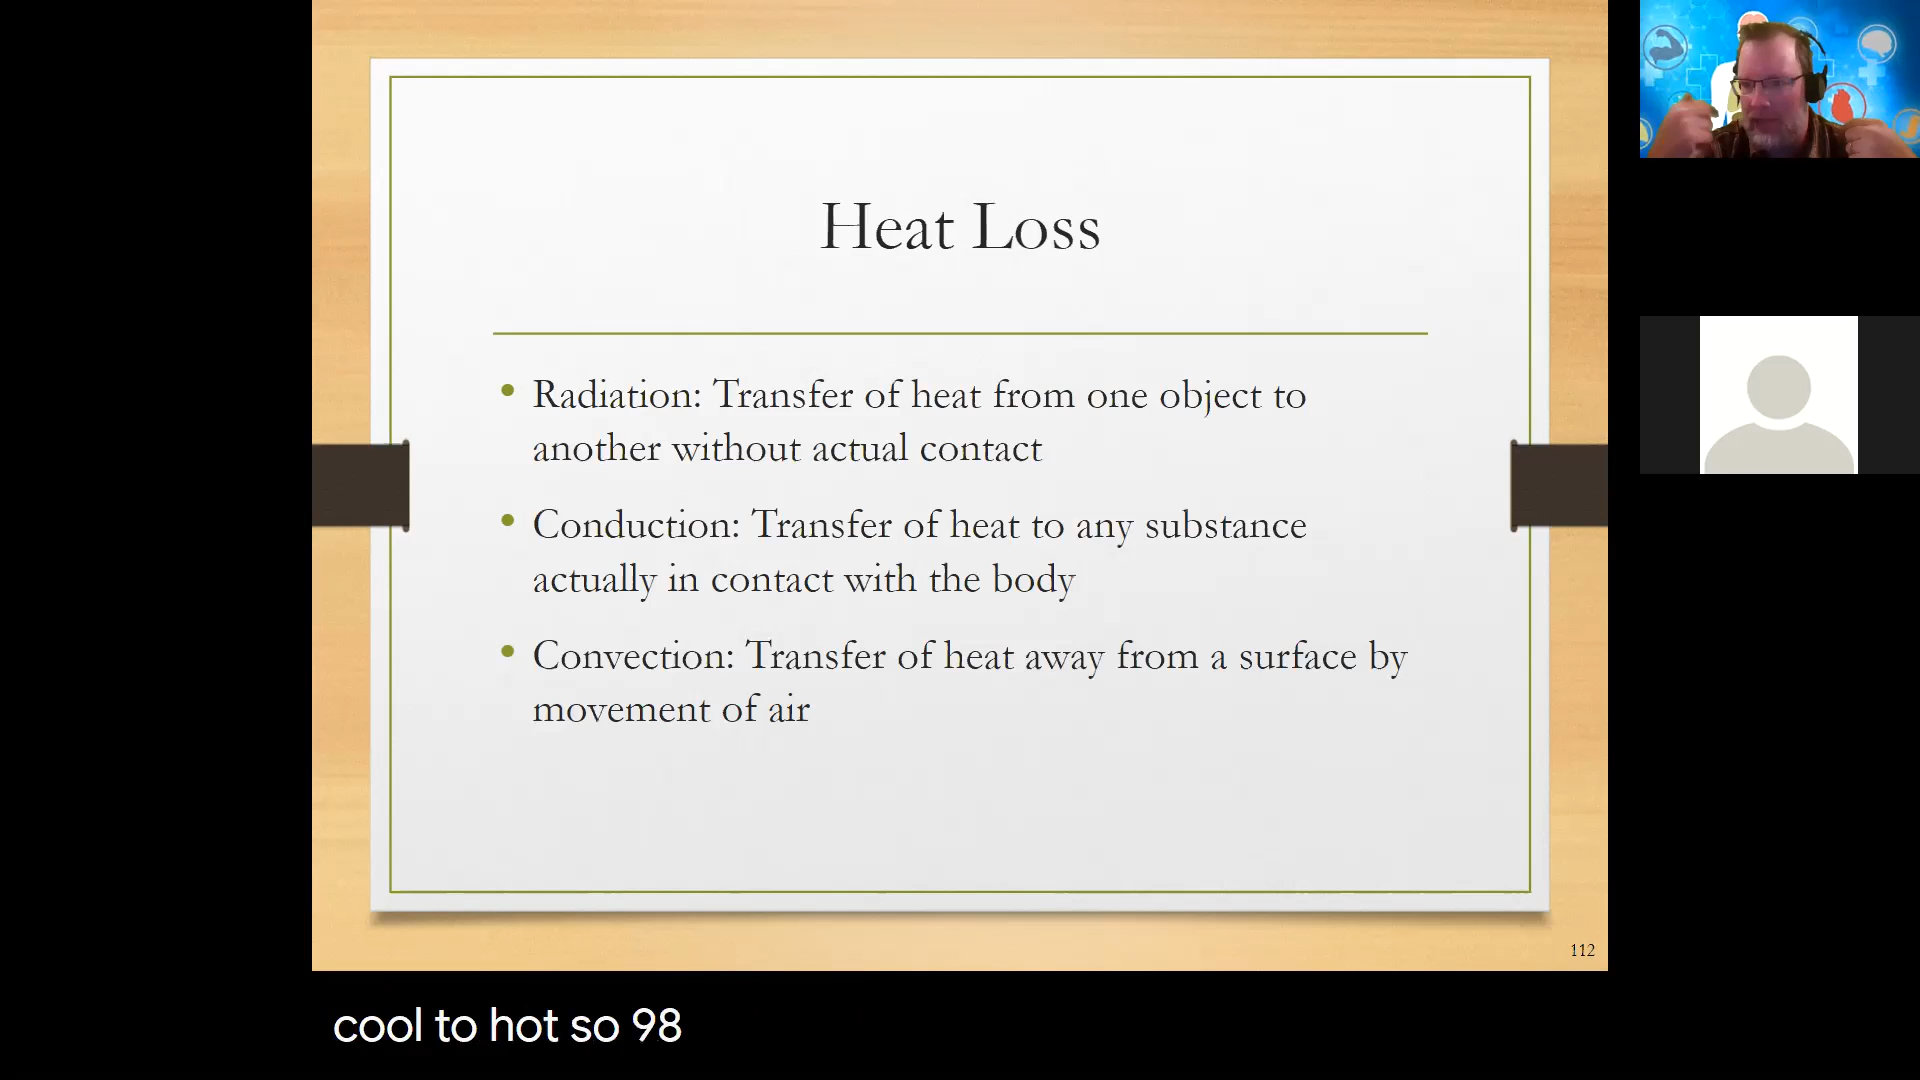 Heat Loss
• Radiation: Transfer of heat from one object to
another without actual contact
• Conduction: Transfer of heat to any substance
actually in contact with the body
• Convection: Transfer of heat away from a surface by
movement of air
112
cool to hot so 98